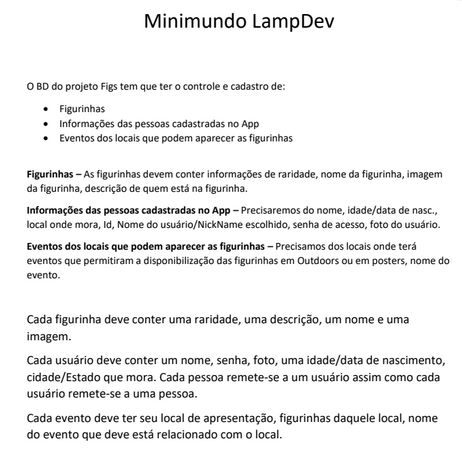 Minimundo LampDev
O BD do projeto Figs tem que ter o controle e cadastro de:
• Figurinhas
• Informações das pessoas cadastradas no App
• Eventos dos locais que podem aparecer as figurinhas
Figurinhas – As figurinhas devem conter informações de raridade, nome da figurinha, imagem
da figurinha, descrição de quem está na figurinha.
Informações das pessoas cadastradas no App – Precisaremos do nome, idade/data de nasc.,
local onde mora, Id, Nome do usuário/NickName escolhido, senha de acesso, foto do usuário.
Eventos dos locais que podem aparecer as figurinhas – Precisamos dos locais onde terá
eventos que permitiram a disponibilização das figurinhas em Outdoors ou em posters, nome do
evento.
Cada figurinha deve conter uma raridade, uma descrição, um nome e uma
imagem.
Cada usuário deve conter um nome, senha, foto, uma idade/data de nascimento,
cidade/Estado que mora. Cada pessoa remete-se a um usuário assim como cada
usuário remete-se a uma pessoa.
Cada evento deve ter seu local de apresentação, figurinhas daquele local, nome
do evento que deve está relacionado com o local.